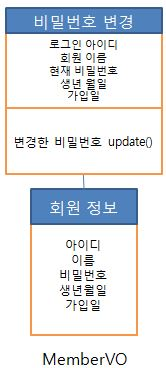 비밀번호 변경
로그인 아이디
회원 이름
현재 비밀번호
생년 월일
가입일
변경한 비밀번호 update()
회원 정보
아이디
이름
비밀번호
생년월일
가입일
MemberVO